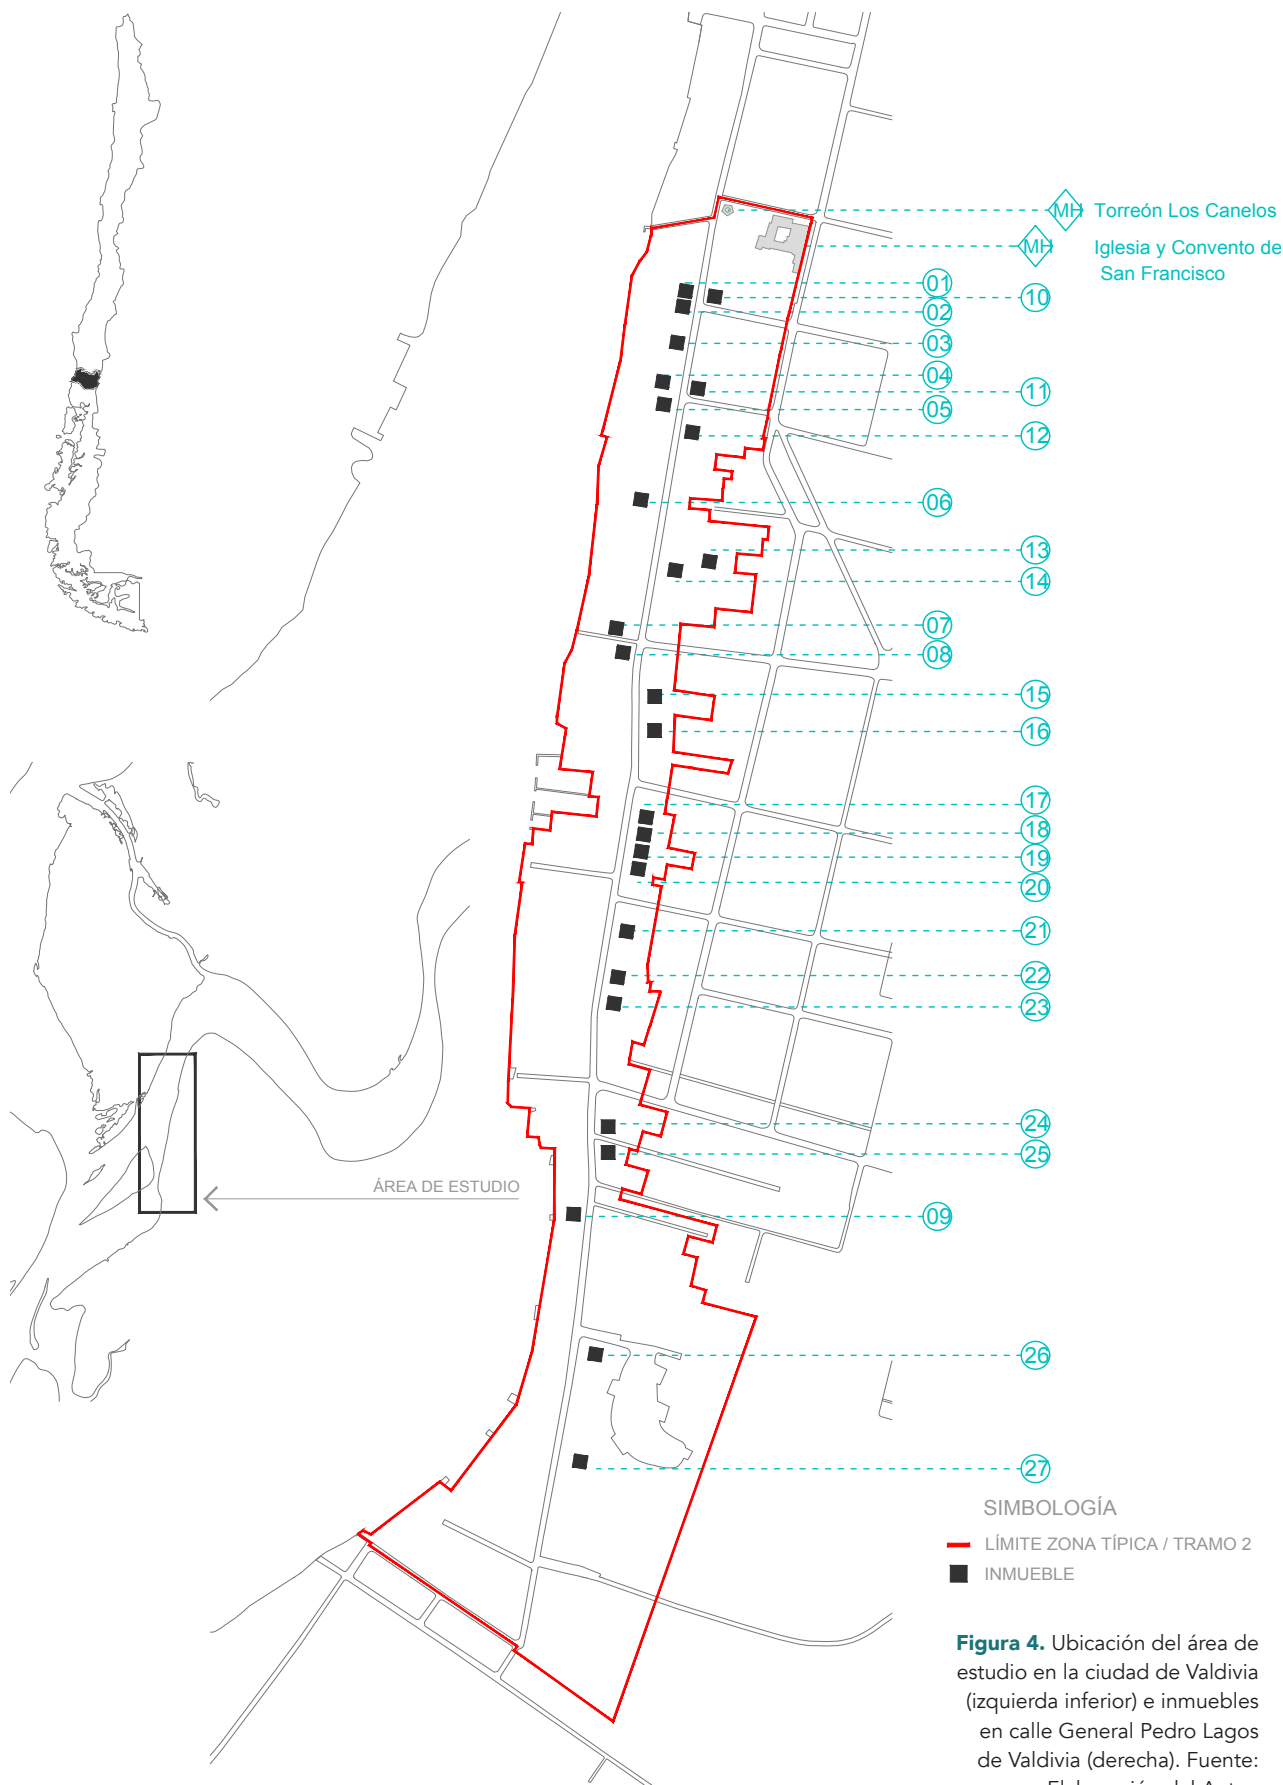 MH Torreón Los Canelos
MH Iglesia y Convento de
San Francisco
01
10
02
03
04
11
05
12
06
13
14
07
08
15
16
17
18
19
20
21
22
23
24
25
ÁREA DE ESTUDIO
09
26
27
SIMBOLOGÍA
LÍMITE ZONA TÍPICA / TRAMO 2
INMUEBLE
Figura 4. Ubicación del área de
estudio en la ciudad de Valdivia
(izquierda inferior) e inmuebles
en calle General Pedro Lagos
de Valdivia (derecha). Fuente: